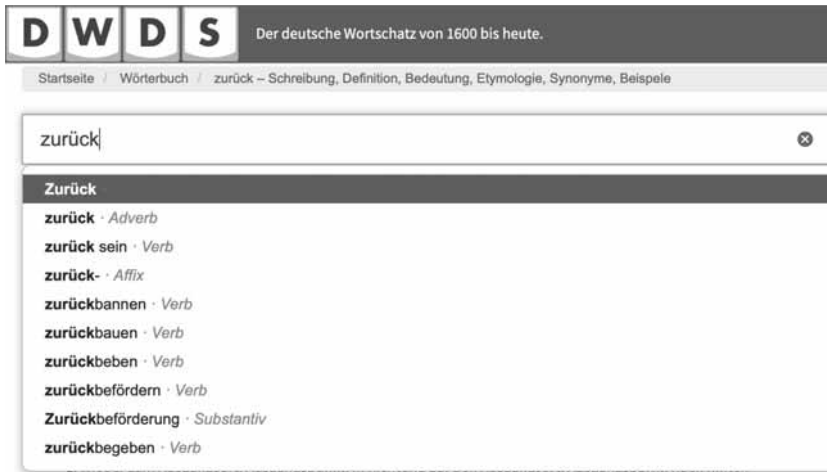 DWDS Der deutsche Wortschatz von 1600 bis heute.
Startseite / Wörterbuch / zurück – Schreibung, Definition, Bedeutung, Etymologie, Synonyme, Beispele
zurück
Zurück
zurück · Adverb
zurück sein · Verb
zurück- · Affix
zurückbannen · Verb
zurückbauen · Verb
zurückbeben · Verb
zurückbefördern · Verb
Zurückbeförderung · Substantiv
zurückbegeben · Verb